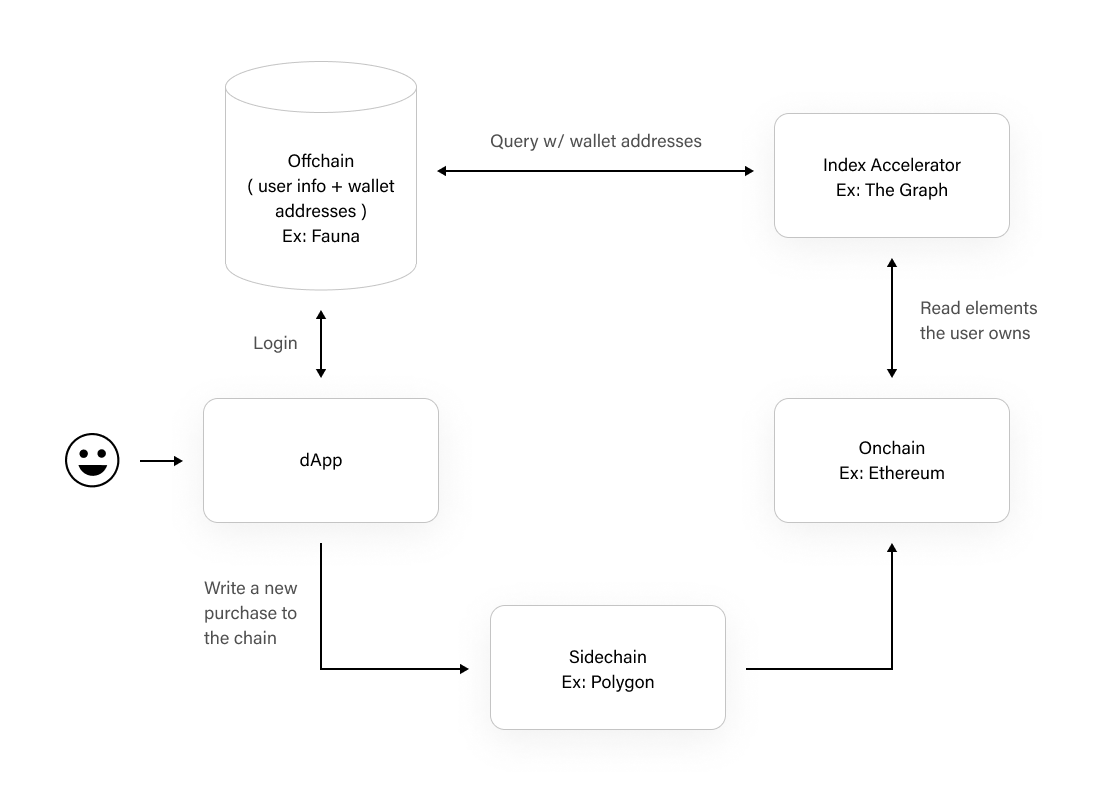 Offchain
( user info + wallet
addresses )
Ex: Fauna
Query w/ wallet addresses
Index Accelerator
Ex: The Graph
Login
Read elements
the user owns
dApp
Onchain
Ex: Ethereum
Write a new
purchase to
the chain
Sidechain
Ex: Polygon